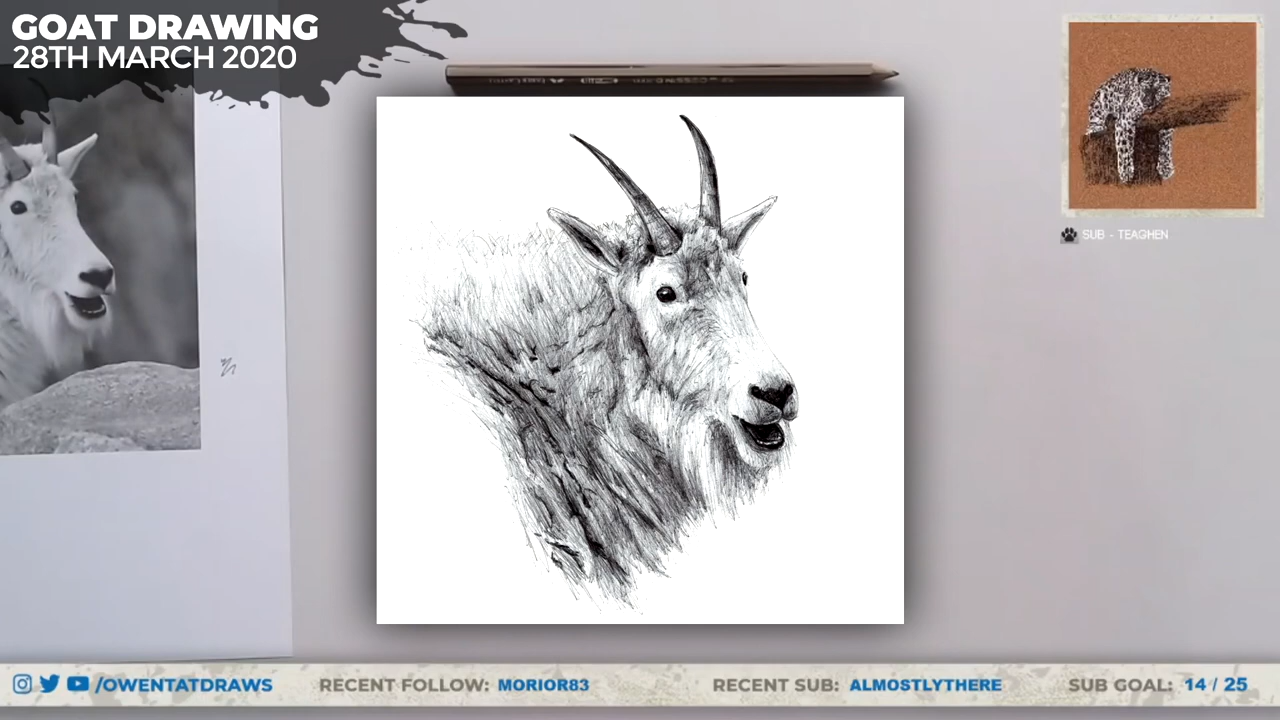 GOAT DRAWING
28TH MARCH 2020
SUB - TEAGHEN
/OWENTATDRAWS
RECENT FOLLOW: MORIOR83
RECENT SUB: ALMOSTLYTHERE
SUB GOAL: 14 / 25